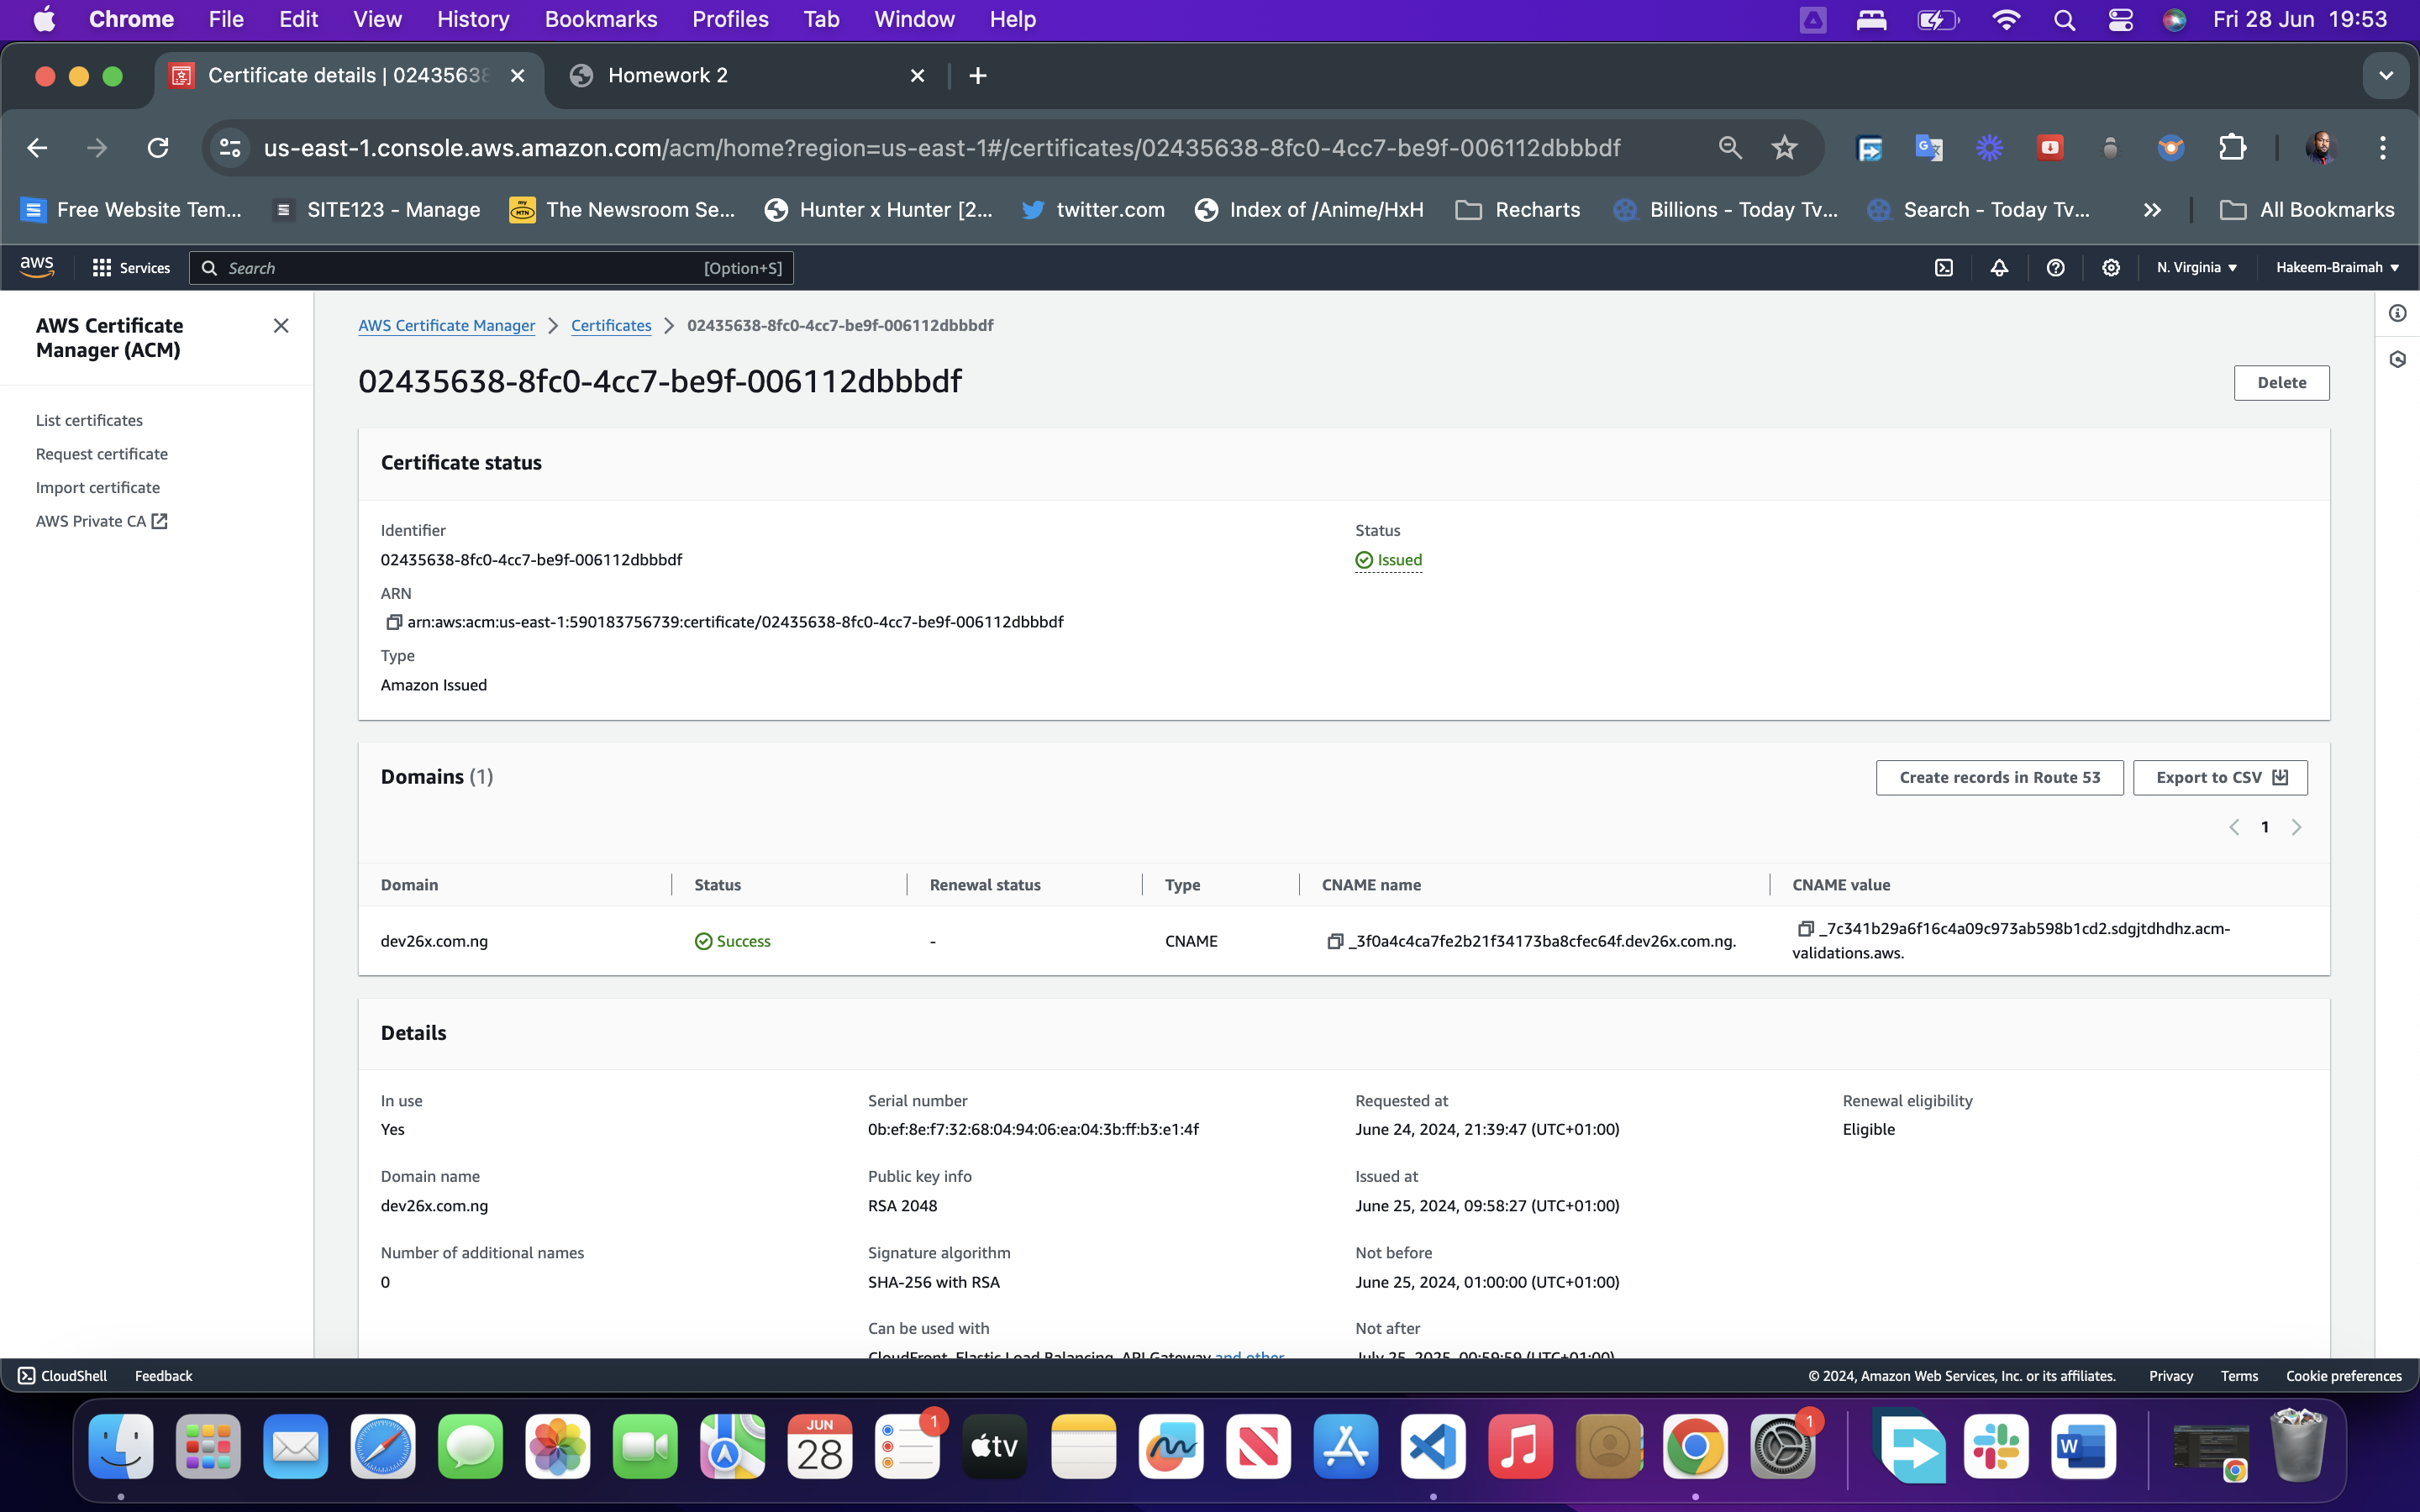 Chrome File Edit View History Bookmarks Profiles Tab Window Help Fri 28 Jun 19:53
Certificate details | 02435638 Homework 2
us-east-1.console.aws.amazon.com/acm/home?region=us-east-1#/certificates/02435638-8fc0-4cc7-be9f-006112dbbbdf
Free Website Tem... SITE123 - Manage The Newsroom Se... Hunter x Hunter [2... twitter.com Index of /Anime/HxH Recharts Billions - Today Tv... Search - Today Tv... All Bookmarks
aws Services Search [Option+S] N. Virginia Hakeem-Braimah
AWS Certificate
Manager (ACM)
List certificates
Request certificate
Import certificate
AWS Private CA
AWS Certificate Manager Certificates 02435638-8fc0-4cc7-be9f-006112dbbbdf
02435638-8fc0-4cc7-be9f-006112dbbbdf
Delete
Certificate status
Identifier
02435638-8fc0-4cc7-be9f-006112dbbbdf
ARN
arn:aws:acm:us-east-1:590183756739:certificate/02435638-8fc0-4cc7-be9f-006112dbbbdf
Type
Amazon Issued
Status
Issued
Domains (1)
Create records in Route 53 Export to CSV
1
Domain Status Renewal status Type CNAME name CNAME value
dev26x.com.ng Success - CNAME _3f0a4c4ca7fe2b21f34173ba8cfec64f.dev26x.com.ng. _7c341b29a6f16c4a09c973ab598b1cd2.sdgjtdhdhz.acm-
validations.aws.
Details
In use
Yes
Domain name
dev26x.com.ng
Number of additional names
0
Serial number
0b:ef:8e:f7:32:68:04:94:06:ea:04:3b:ff:b3:e1:4f
Public key info
RSA 2048
Signature algorithm
SHA-256 with RSA
Can be used with
CloudFront, Elastic Load Balancing, API Gateway and other
Requested at
June 24, 2024, 21:39:47 (UTC+01:00)
Issued at
June 25, 2024, 09:58:27 (UTC+01:00)
Not before
June 25, 2024, 01:00:00 (UTC+01:00)
Not after
July 25, 2025, 00:59:59 (UTC+01:00)
Renewal eligibility
Eligible
CloudShell Feedback © 2024, Amazon Web Services, Inc. or its affiliates. Privacy Terms Cookie preferences
JUN
28
1
tv
1
W